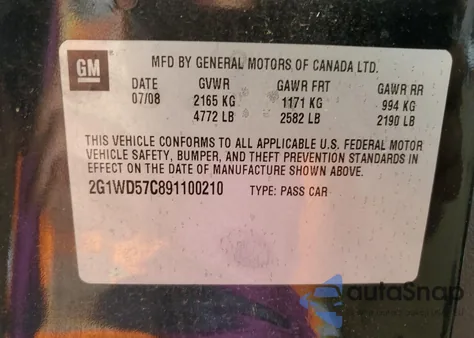 GM
MFD BY GENERAL MOTORS OF CANADA LTD.
DATE GVWR GAWR FRT GAWR RR
07/08 2165 KG 1171 KG 994 KG
4772 LB 2582 LB 2190 LB
THIS VEHICLE CONFORMS TO ALL APPLICABLE U.S. FEDERAL MOTOR
VEHICLE SAFETY, BUMPER, AND THEFT PREVENTION STANDARDS IN
EFFECT ON THE DATE OF MANUFACTURE SHOWN ABOVE.
2G1WD57C891100210 TYPE: PASS CAR
autoSnap